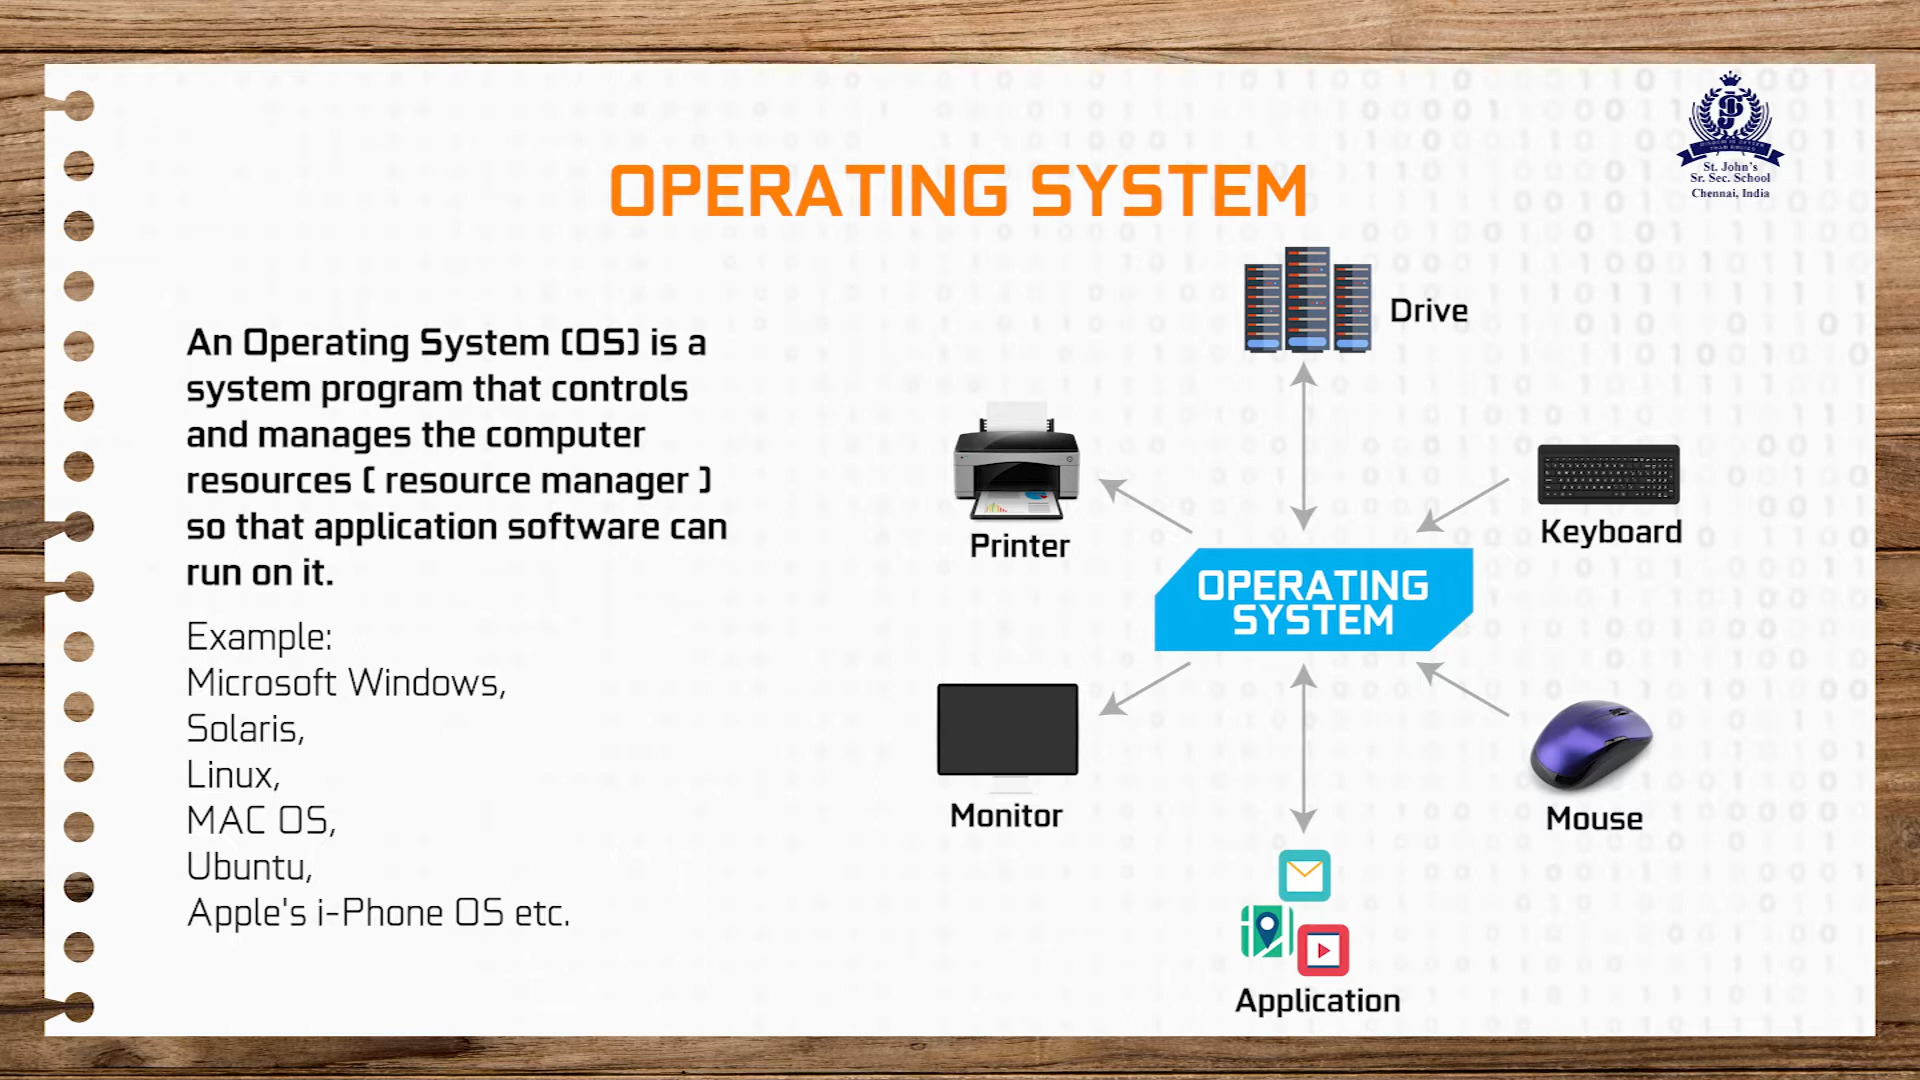 OPERATING SYSTEM
St. John's
Sr. Sec. School
Chennai, India
An Operating System (OS) is a
system program that controls
and manages the computer
resources ( resource manager )
so that application software can
run on it.
Example:
Microsoft Windows,
Solaris,
Linux,
MAC OS,
Ubuntu,
Apple's i-Phone OS etc.
Drive
Printer
Keyboard
OPERATING
SYSTEM
Monitor
Mouse
Application